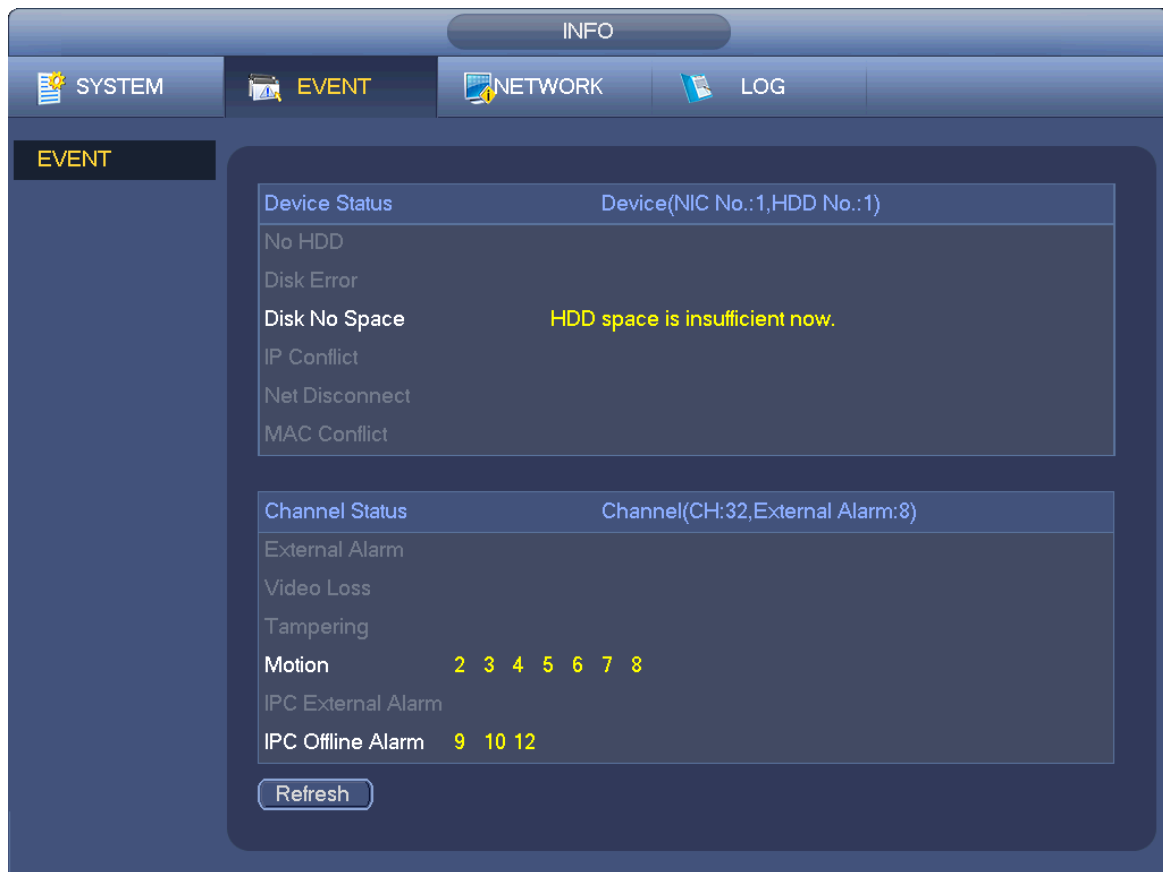 INFO
SYSTEM EVENT NETWORK LOG
EVENT
Device Status Device(NIC No.:1,HDD No.:1)
No HDD
Disk Error
Disk No Space HDD space is insufficient now.
IP Conflict
Net Disconnect
MAC Conflict
Channel Status Channel(CH:32,External Alarm:8)
External Alarm
Video Loss
Tampering
Motion 2 3 4 5 6 7 8
IPC External Alarm
IPC Offline Alarm 9 10 12
Refresh